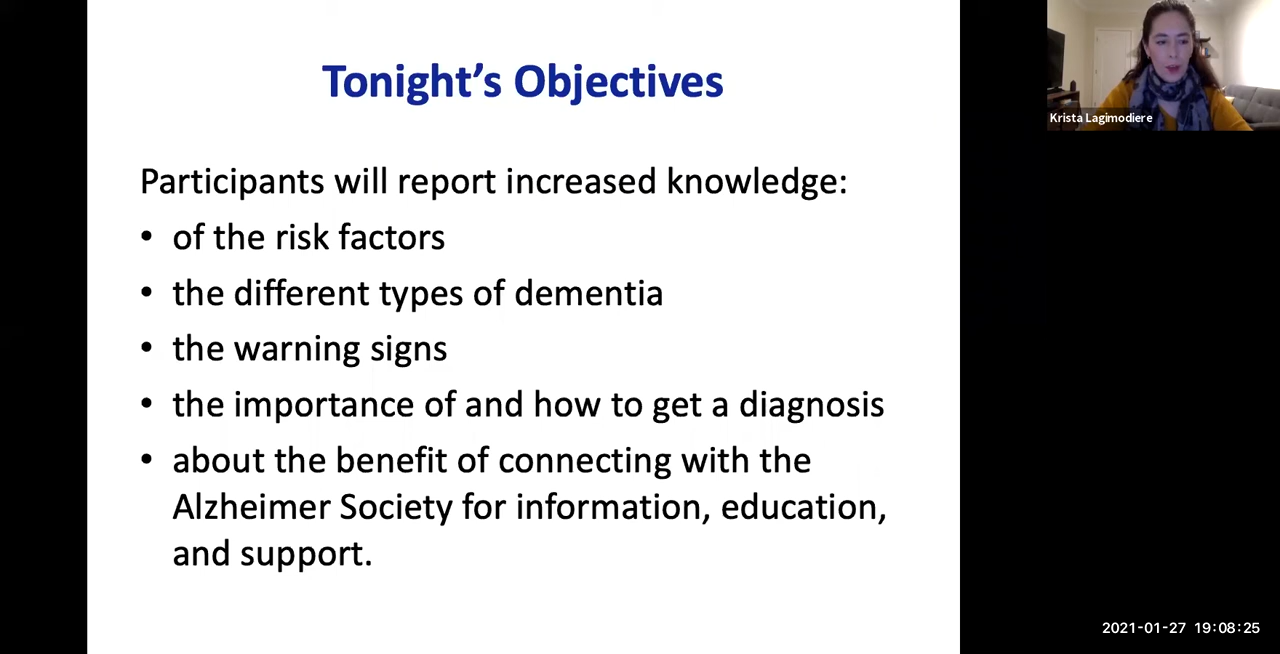 Tonight's Objectives
Krista Lagimodiere
Participants will report increased knowledge:
• of the risk factors
• the different types of dementia
• the warning signs
• the importance of and how to get a diagnosis
• about the benefit of connecting with the
Alzheimer Society for information, education,
and support.
2021-01-27 19:08:25